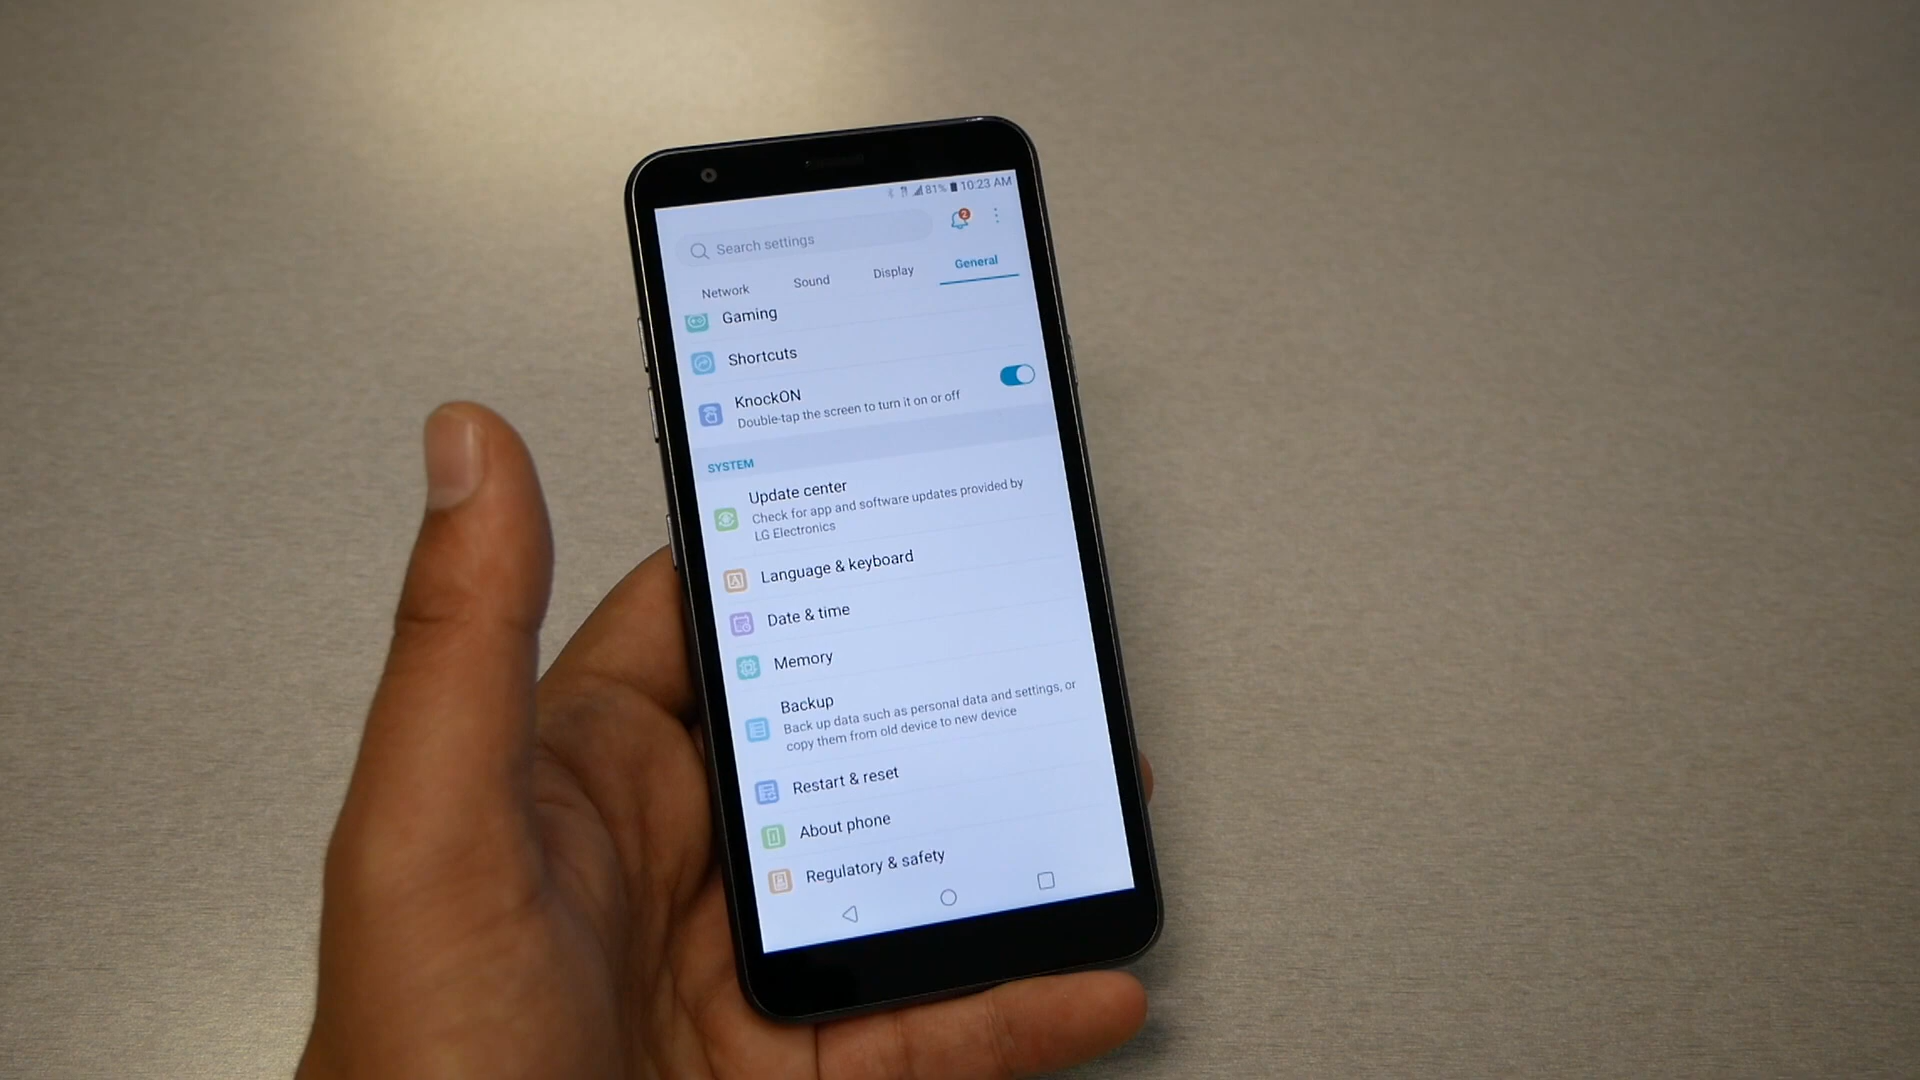 81% 10:23 AM
Search settings
2
Network Sound Display General
Gaming
Shortcuts
KnockON
Double-tap the screen to turn it on or off
SYSTEM
Update center
Check for app and software updates provided by
LG Electronics
Language & keyboard
Date & time
Memory
Backup
Back up data such as personal data and settings, or
copy them from old device to new device
Restart & reset
About phone
Regulatory & safety